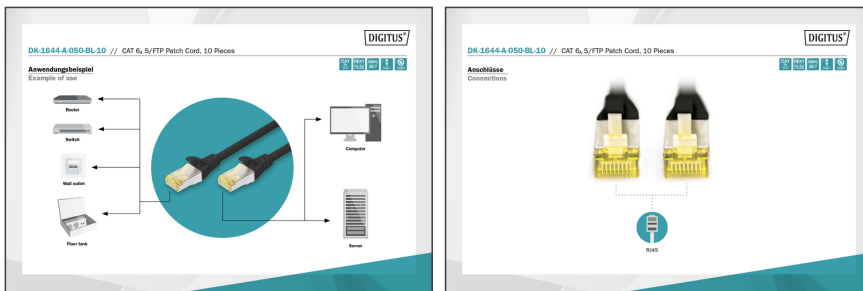 DIGITUS®
DK-1644-A-050-BL-10 // CAT 6A S/FTP Patch Cord, 10 Pieces
Anwendungsbeispiel
Example of use
Router
Switch
Wall outlet
Floor tank
Computer
Server
DIGITUS®
DK-1644-A-050-BL-10 // CAT 6A S/FTP Patch Cord, 10 Pieces
Anschlüsse
Connections
RJ45